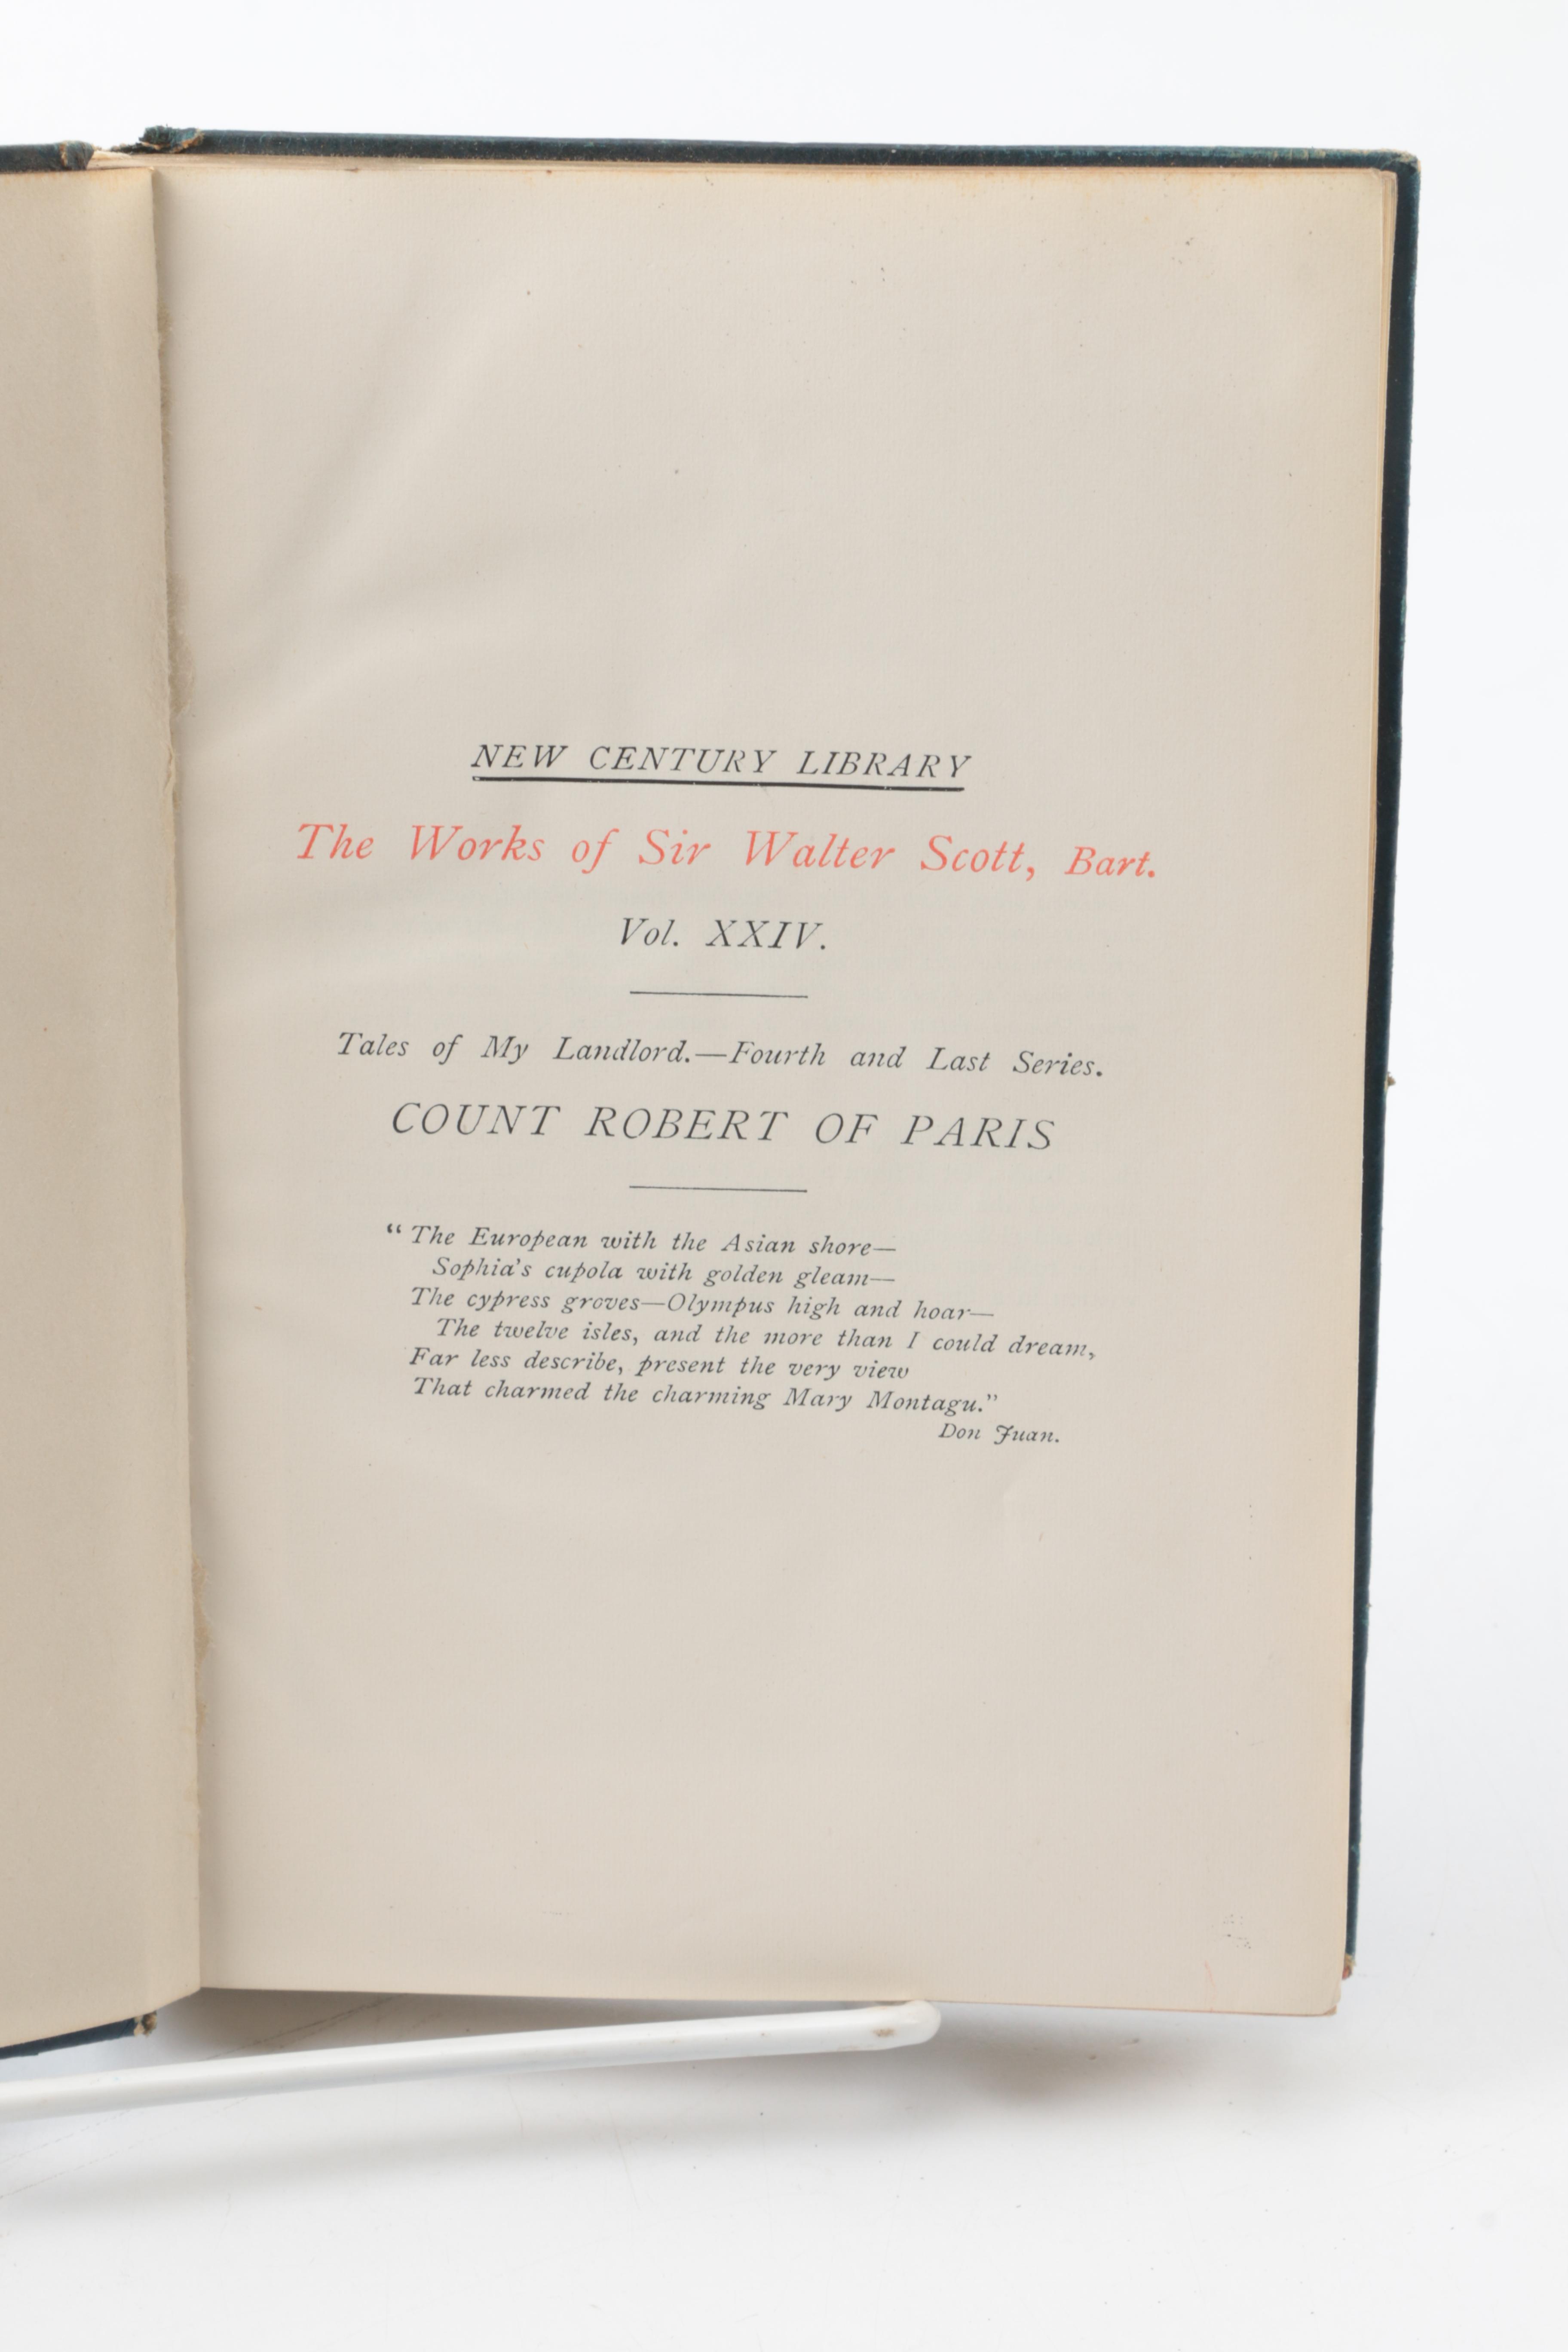 NEW CENTURY LIBRARY
The Works of Sir Walter Scott, Bart.
Vol. XXIV.
Tales of My Landlord.—Fourth and Last Series.
COUNT ROBERT OF PARIS
“The European with the Asian shore—
Sophia’s cupola with golden gleam—
The cypress groves—Olympus high and hoar—
The twelve isles, and the more than I could dream,
Far less describe, present the very view
That charmed the charming Mary Montagu.”
Don Juan.